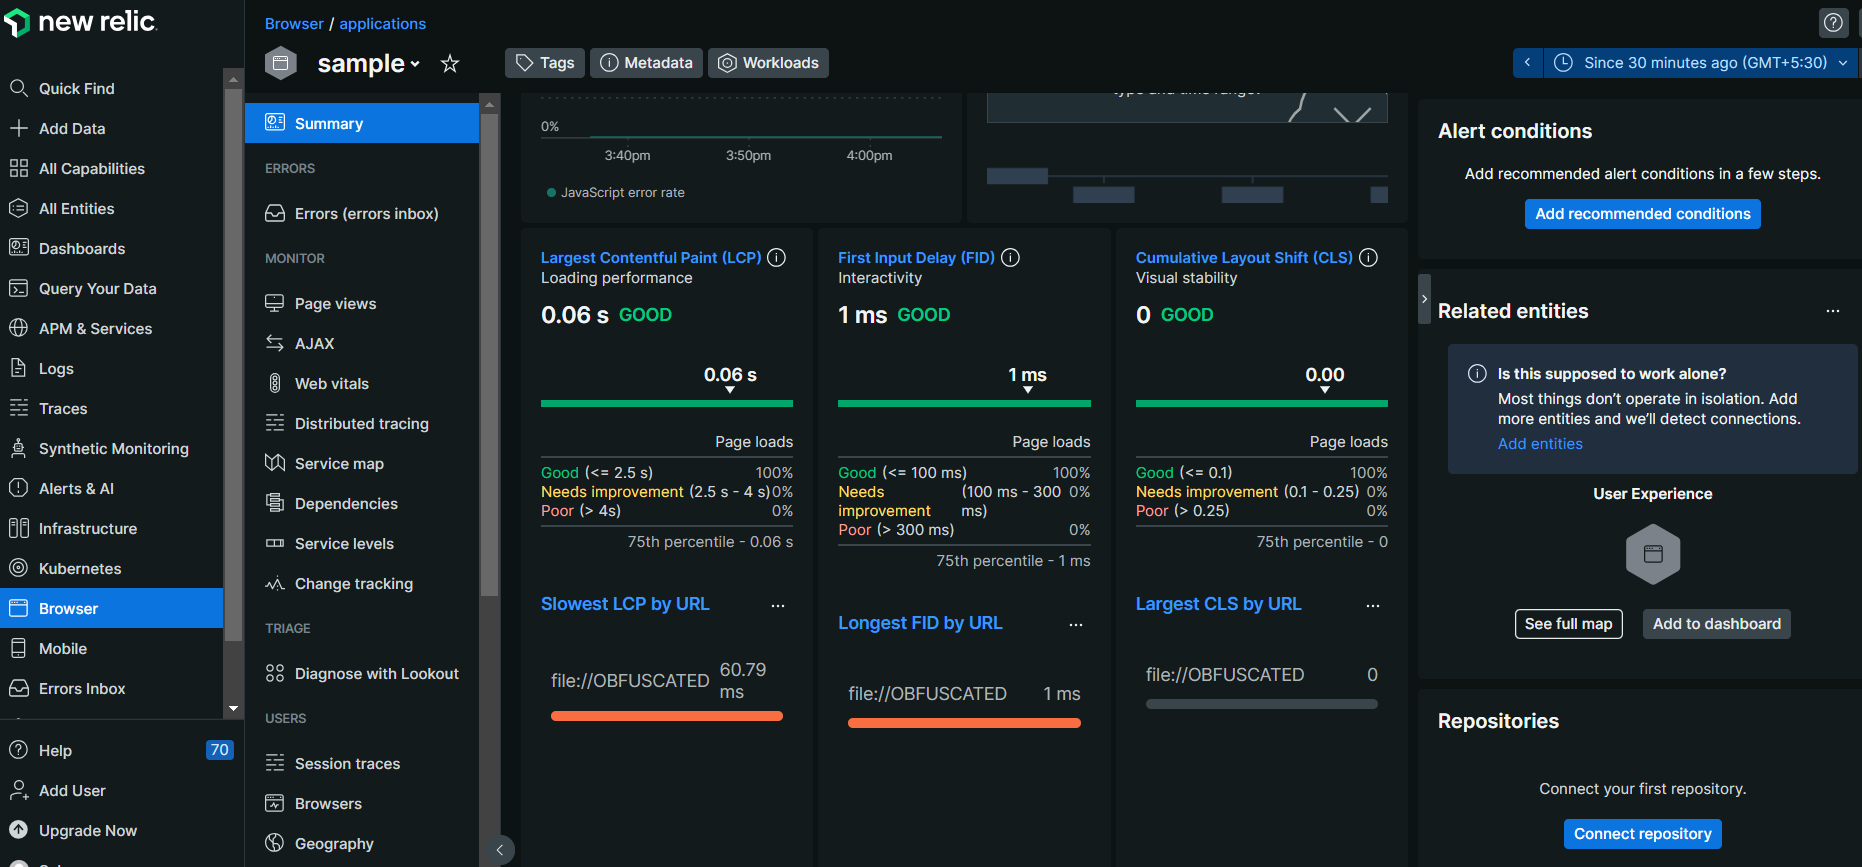 new relic.
Quick Find
Add Data
All Capabilities
All Entities
Dashboards
Query Your Data
APM & Services
Logs
Traces
Synthetic Monitoring
Alerts & AI
Infrastructure
Kubernetes
Browser
Mobile
Errors Inbox
Help 70
Add User
Upgrade Now
Browser / applications
sample
Tags Metadata Workloads
Since 30 minutes ago (GMT+5:30)
Summary
ERRORS
Errors (errors inbox)
MONITOR
Page views
AJAX
Web vitals
Distributed tracing
Service map
Dependencies
Service levels
Change tracking
TRIAGE
Diagnose with Lookout
USERS
Session traces
Browsers
Geography
0%
3:40pm 3:50pm 4:00pm
JavaScript error rate
type and time range.
Largest Contentful Paint (LCP)
Loading performance
0.06 s GOOD
0.06 s
Page loads
Good (<= 2.5 s) 100%
Needs improvement (2.5 s - 4 s) 0%
Poor (> 4s) 0%
75th percentile - 0.06 s
Slowest LCP by URL ...
file://OBFUSCATED 60.79
ms
First Input Delay (FID)
Interactivity
1 ms GOOD
1 ms
Page loads
Good (<= 100 ms) 100%
Needs (100 ms - 300 0%
improvement ms)
Poor (> 300 ms) 0%
75th percentile - 1 ms
Longest FID by URL ...
file://OBFUSCATED 1 ms
Cumulative Layout Shift (CLS)
Visual stability
0 GOOD
0.00
Page loads
Good (<= 0.1) 100%
Needs improvement (0.1 - 0.25) 0%
Poor (> 0.25) 0%
75th percentile - 0
Largest CLS by URL ...
file://OBFUSCATED 0
Alert conditions
Add recommended alert conditions in a few steps.
Add recommended conditions
Related entities ...
Is this supposed to work alone?
Most things don't operate in isolation. Add
more entities and we'll detect connections.
Add entities
User Experience
See full map Add to dashboard
Repositories
Connect your first repository.
Connect repository